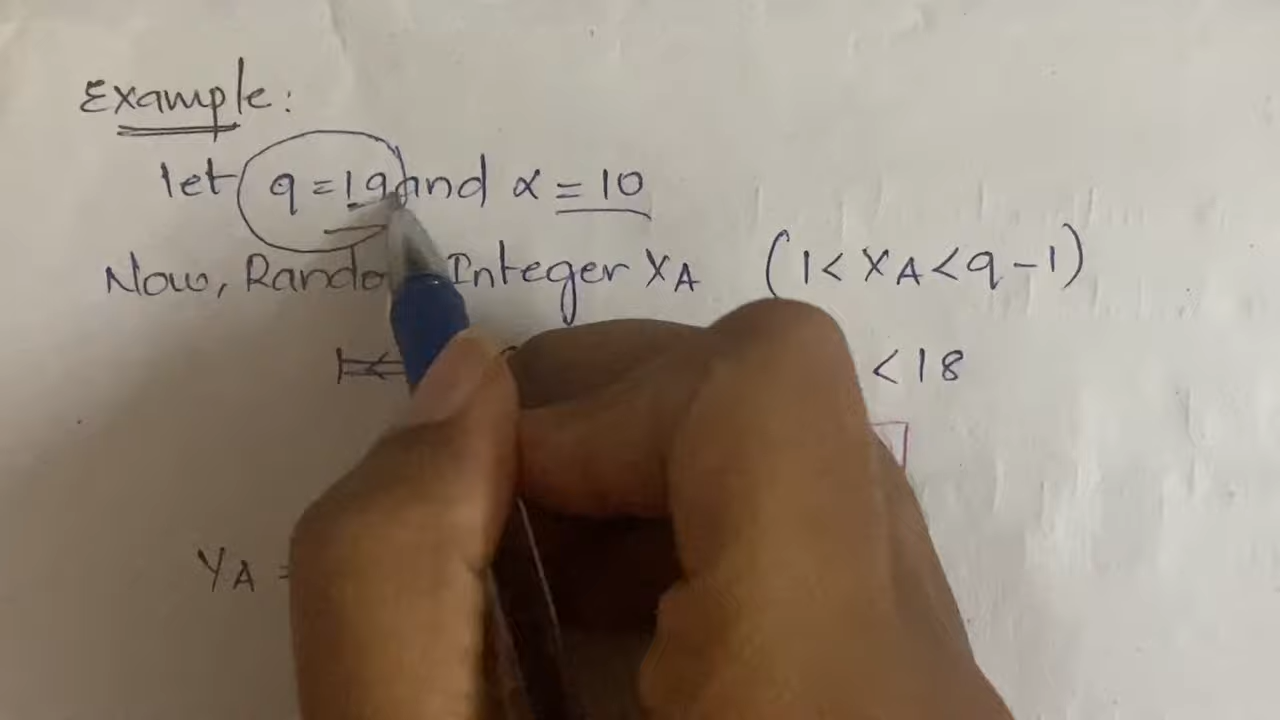 Example:
let q = 19 and α = 10
Now, Random Integer XA (1 < XA < q - 1)
< 18
YA =